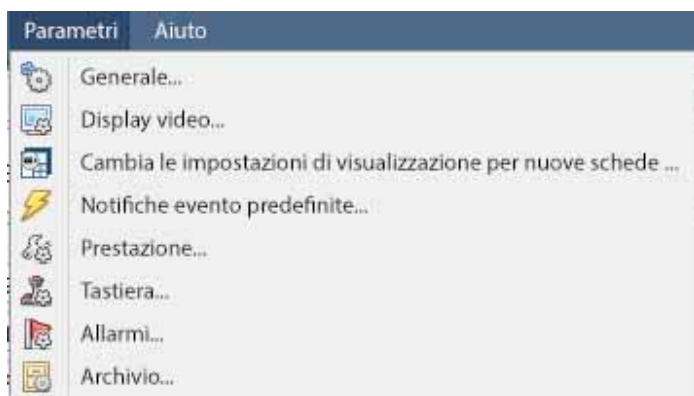 Parametri Aiuto
Generale...
Display video...
Cambia le impostazioni di visualizzazione per nuove schede ...
Notifiche evento predefinite...
Prestazione...
Tastiera...
Allarmi...
Archivio...